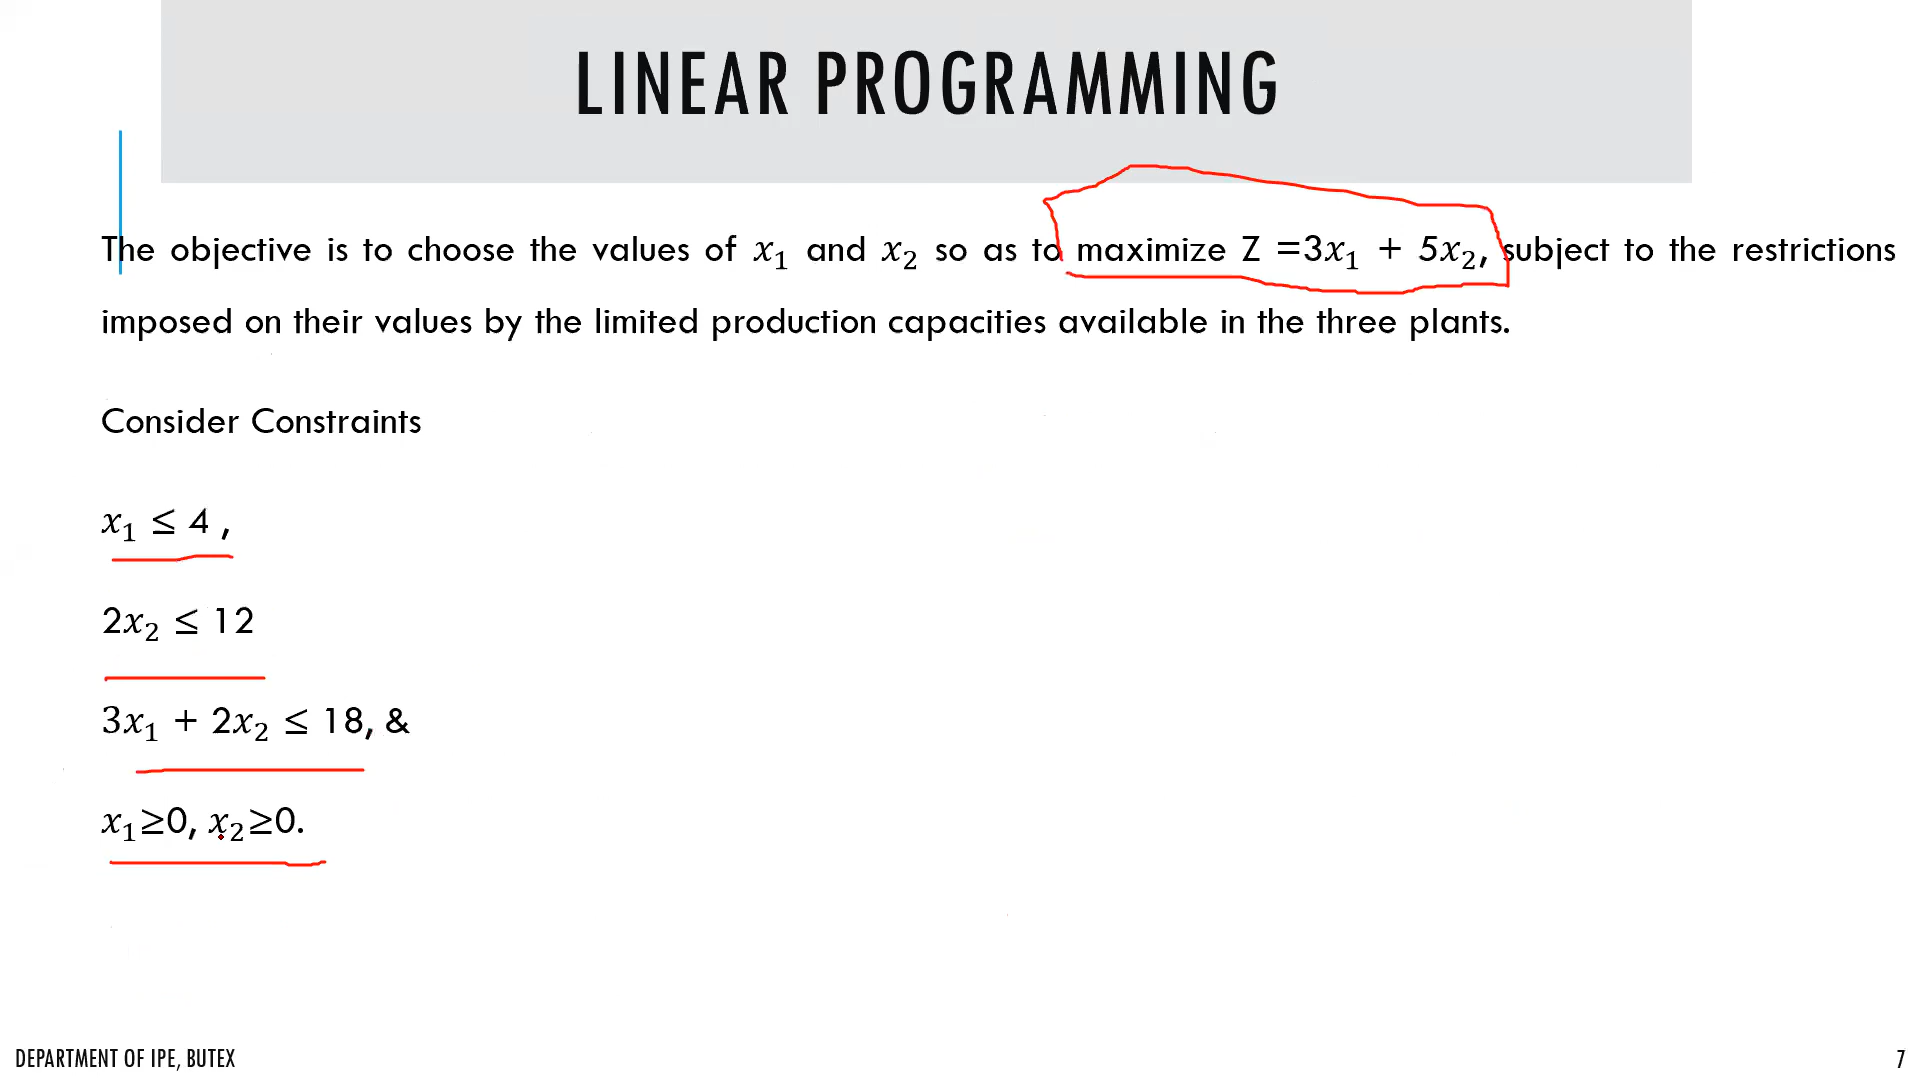 LINEAR PROGRAMMING
The objective is to choose the values of x₁ and x₂ so as to maximize Z =3x₁ + 5x₂, subject to the restrictions
imposed on their values by the limited production capacities available in the three plants.
Consider Constraints
x₁ ≤ 4 ,
2x₂ ≤ 12
3x₁ + 2x₂ ≤ 18, &
x₁≥0, x₂≥0.
DEPARTMENT OF IPE, BUTEX
7